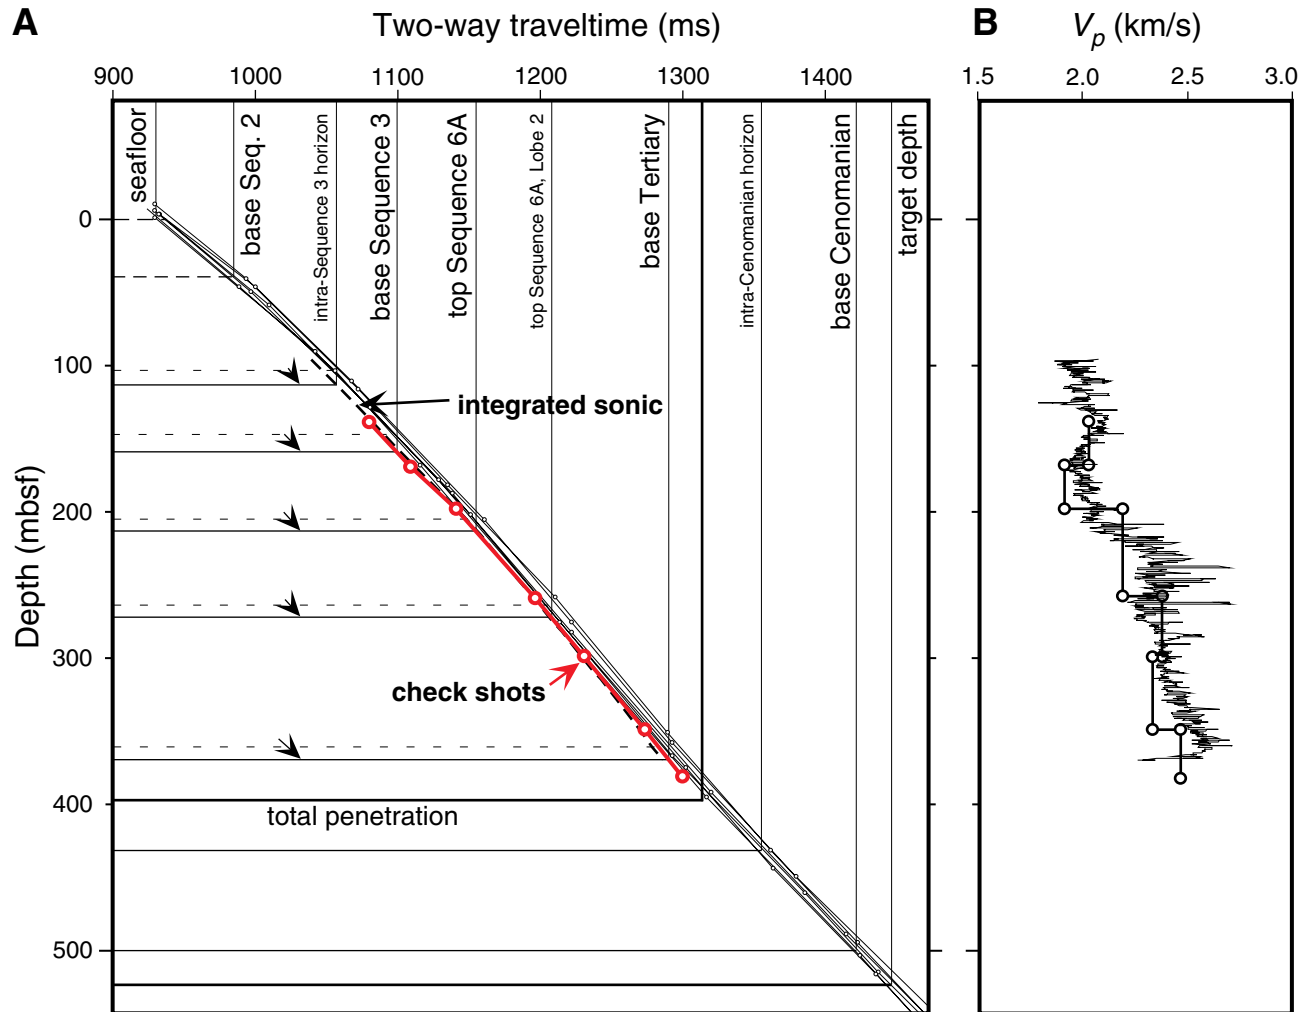 A
Two-way traveltime (ms)
B
Vp (km/s)
900
1000
1100
1200
1300
1400
1.5
2.0
2.5
3.0
seafloor
base Seq. 2
intra-Sequence 3 horizon
base Sequence 3
top Sequence 6A
top Sequence 6A, Lobe 2
base Tertiary
intra-Cenomanian horizon
base Cenomanian
target depth
Depth (mbsf)
0
100
200
300
400
500
integrated sonic
check shots
total penetration